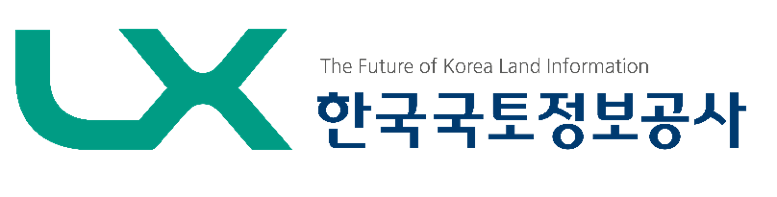 LX
The Future of Korea Land Information
한국국토정보공사